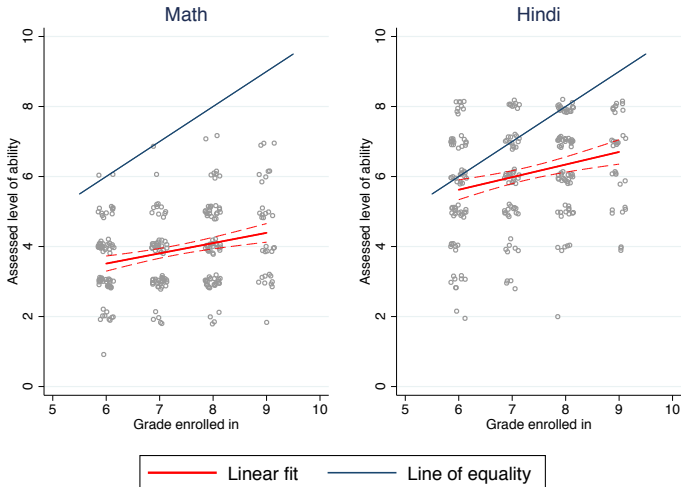 Math
Hindi
Assessed level of ability
10
8
6
4
2
0
5 6 7 8 9 10
Grade enrolled in
Assessed level of ability
10
8
6
4
2
0
5 6 7 8 9 10
Grade enrolled in
Linear fit
Line of equality